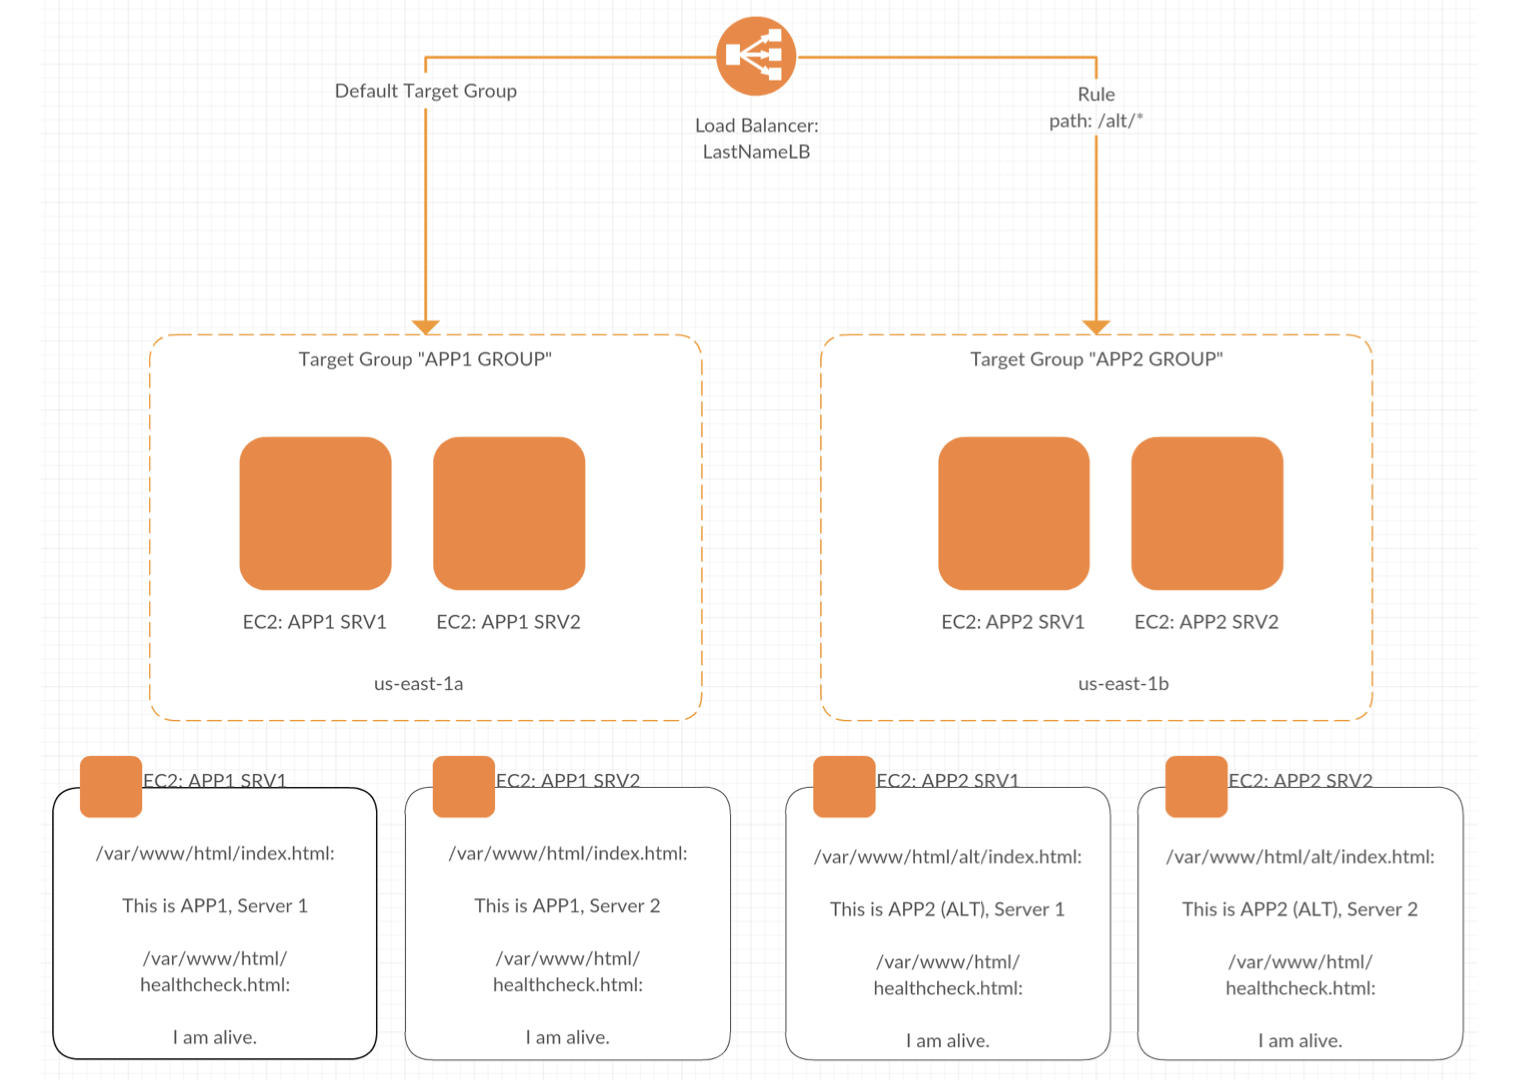 Default Target Group
Load Balancer:
LastNameLB
Rule
path: /alt/*
Target Group "APP1 GROUP"
EC2: APP1 SRV1
EC2: APP1 SRV2
us-east-1a
Target Group "APP2 GROUP"
EC2: APP2 SRV1
EC2: APP2 SRV2
us-east-1b
EC2: APP1 SRV1
/var/www/html/index.html:
This is APP1, Server 1
/var/www/html/
healthcheck.html:
I am alive.
EC2: APP1 SRV2
/var/www/html/index.html:
This is APP1, Server 2
/var/www/html/
healthcheck.html:
I am alive.
EC2: APP2 SRV1
/var/www/html/alt/index.html:
This is APP2 (ALT), Server 1
/var/www/html/
healthcheck.html:
I am alive.
EC2: APP2 SRV2
/var/www/html/alt/index.html:
This is APP2 (ALT), Server 2
/var/www/html/
healthcheck.html:
I am alive.